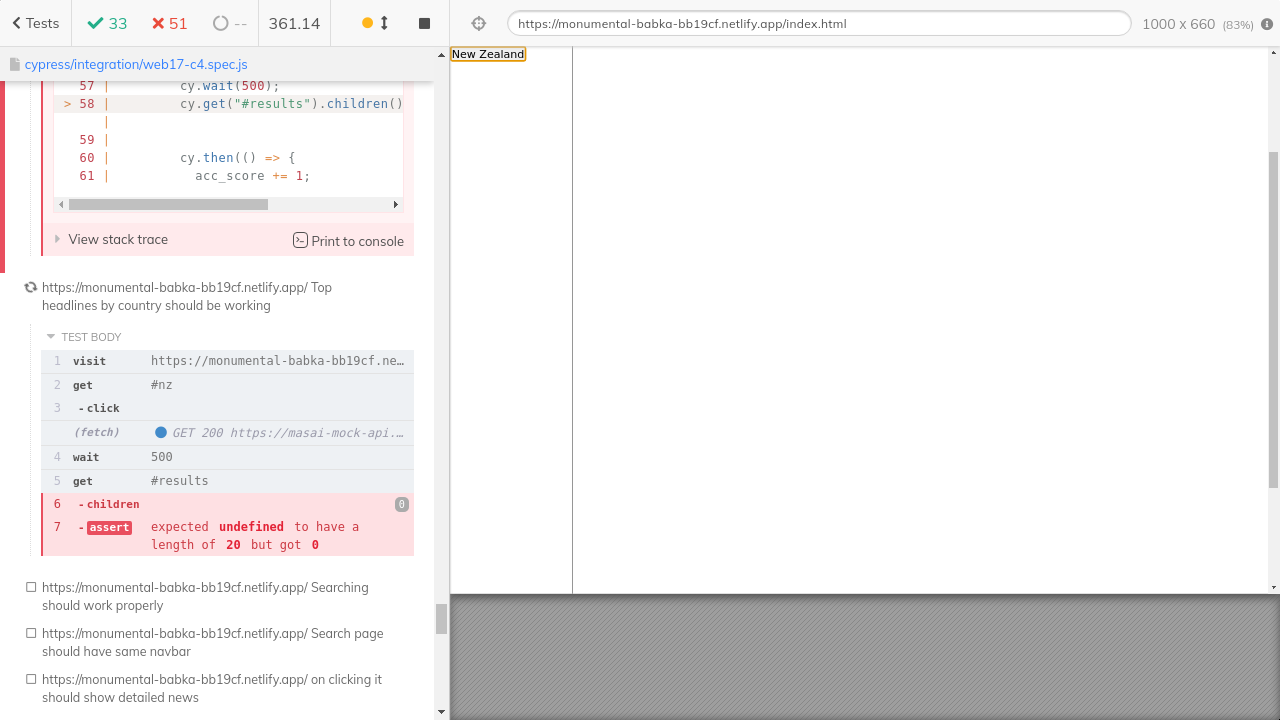 Tests
33
51
--
361.14
https://monumental-babka-bb19cf.netlify.app/index.html
1000 x 660 (83%)
cypress/integration/web17-c4.spec.js
57 | cy.wait(500);
> 58 | cy.get("#results").children()
|
59 |
60 | cy.then(() => {
61 | acc_score += 1;
View stack trace
Print to console
https://monumental-babka-bb19cf.netlify.app/ Top
headlines by country should be working
TEST BODY
1 visit https://monumental-babka-bb19cf.ne…
2 get #nz
3 -click
(fetch) GET 200 https://masai-mock-api.…
4 wait 500
5 get #results
6 -children 0
7 -assert expected undefined to have a
length of 20 but got 0
https://monumental-babka-bb19cf.netlify.app/ Searching
should work properly
https://monumental-babka-bb19cf.netlify.app/ Search page
should have same navbar
https://monumental-babka-bb19cf.netlify.app/ on clicking it
should show detailed news
New Zealand